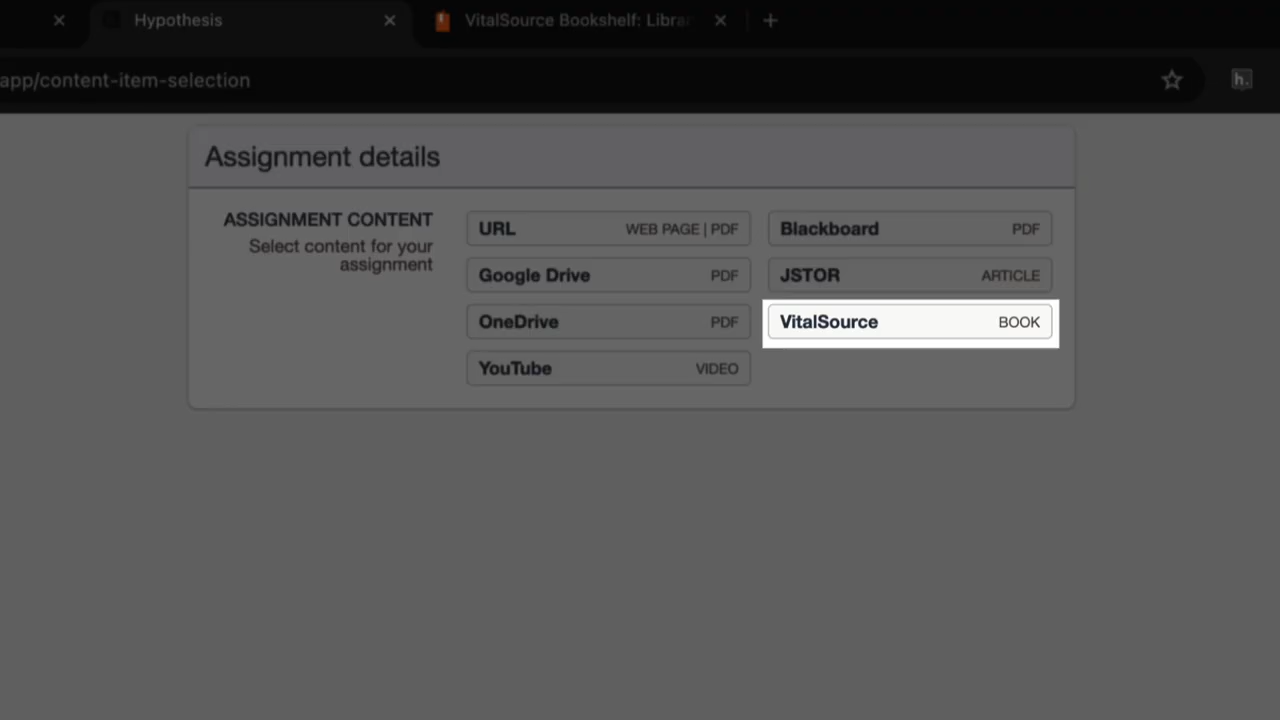 Hypothesis
VitalSource Bookshelf: Librar
app/content-item-selection
h.
Assignment details
ASSIGNMENT CONTENT
Select content for your
assignment
URL WEB PAGE | PDF
Blackboard PDF
Google Drive PDF
JSTOR ARTICLE
OneDrive PDF
VitalSource BOOK
YouTube VIDEO